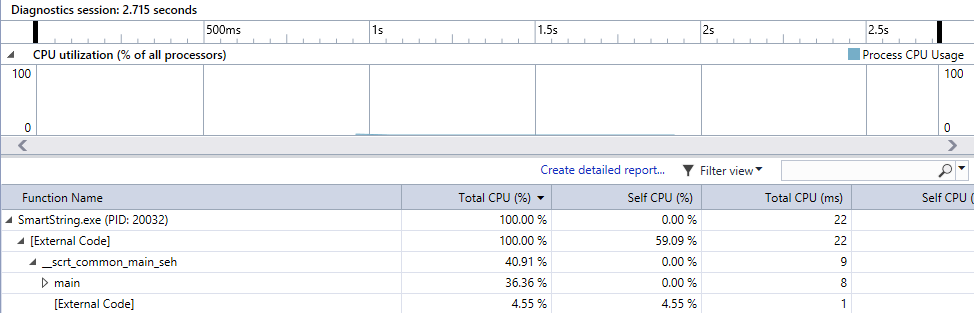 Diagnostics session: 2.715 seconds
500ms 1s 1.5s 2s 2.5s
CPU utilization (% of all processors) Process CPU Usage
100 100
0 0
Create detailed report... Filter view
Function Name Total CPU (%) Self CPU (%) Total CPU (ms) Self CPU (
SmartString.exe (PID: 20032) 100.00 % 0.00 % 22
[External Code] 100.00 % 59.09 % 22
__scrt_common_main_seh 40.91 % 0.00 % 9
main 36.36 % 0.00 % 8
[External Code] 4.55 % 4.55 % 1